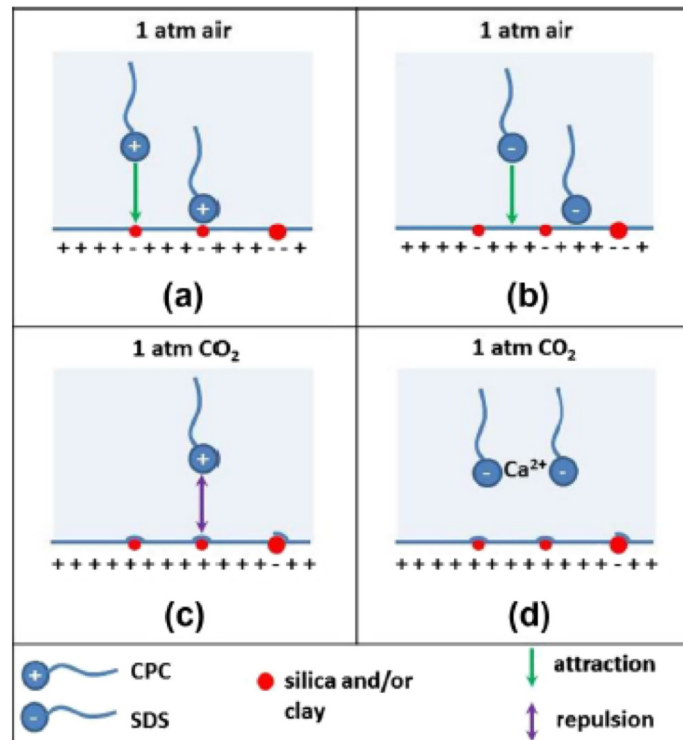 1 atm air
+
+
+ + + + - + + + - + + + - - +
(a)
1 atm air
-
-
+ + + + - + + + - + + + - - +
(b)
1 atm CO₂
+
+ + + + + + + + + + + + + - + +
(c)
1 atm CO₂
- Ca²⁺ -
+ + + + + + + + + + + + + - + +
(d)
+ CPC
- SDS
silica and/or
clay
attraction
repulsion